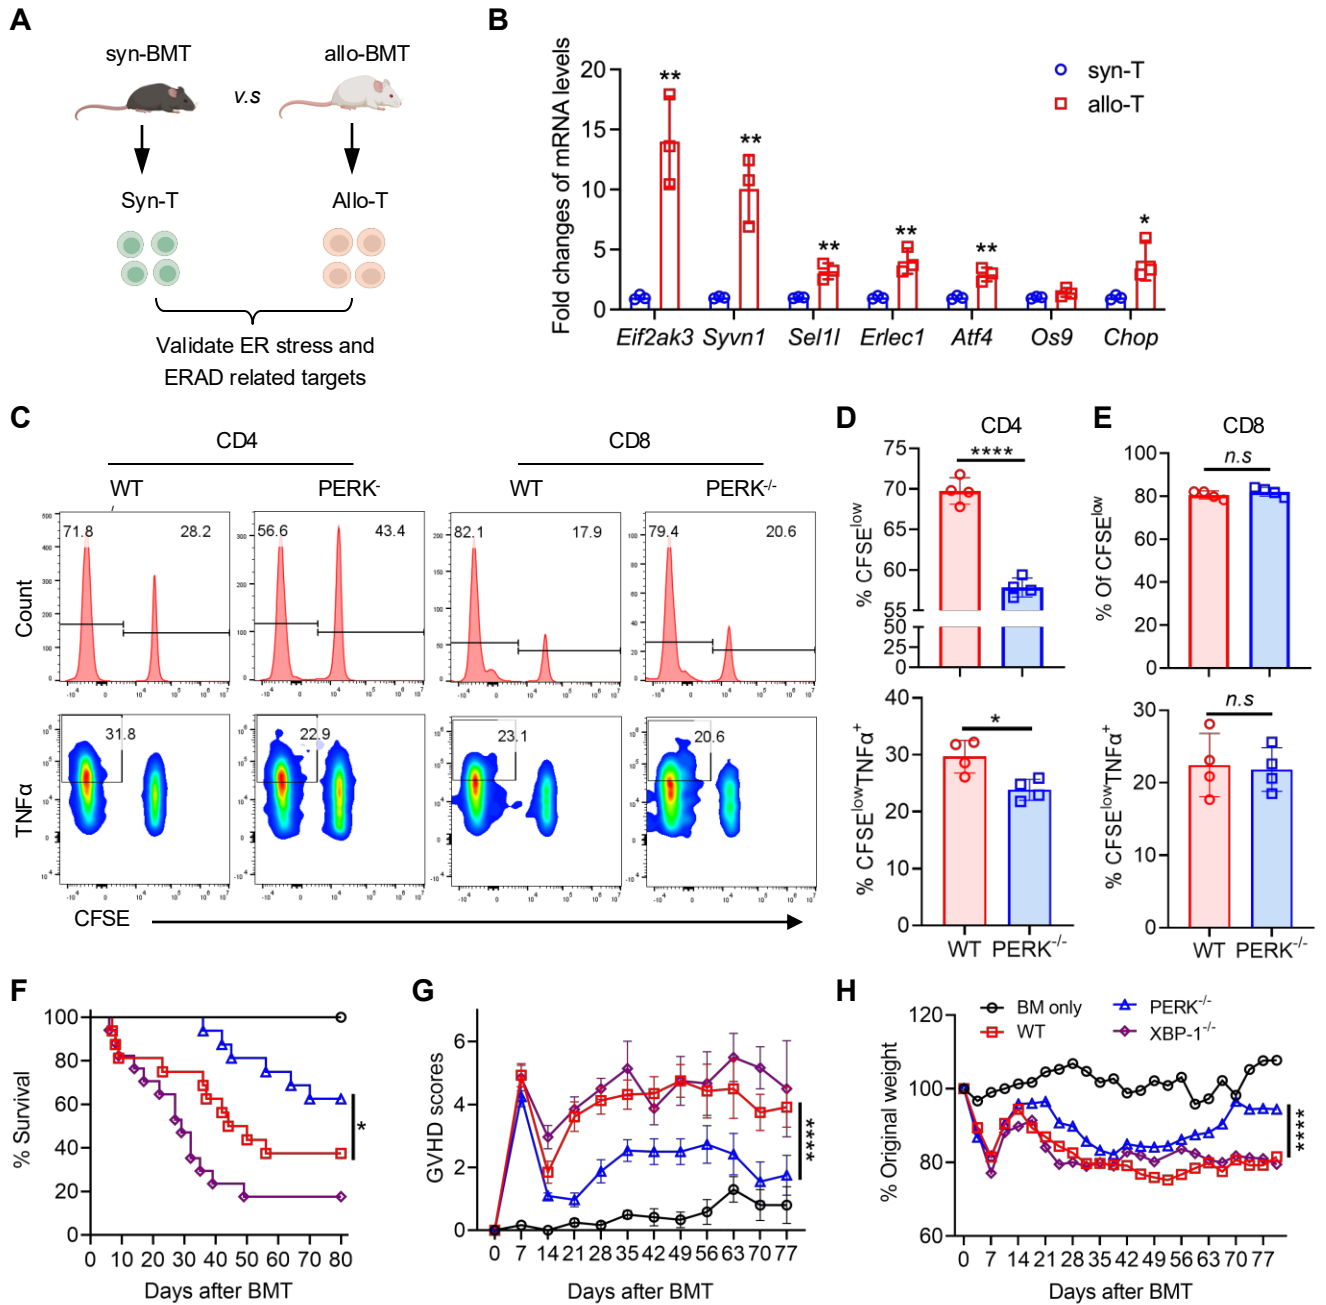 A
syn-BMT
v.s
allo-BMT
Syn-T
Allo-T
Validate ER stress and
ERAD related targets
B
Fold changes of mRNA levels
20
15
10
5
0
** ** ** ** ** *
syn-T
allo-T
Eif2ak3 Syvn1 Sel1l Erlec1 Atf4 Os9 Chop
C
CD4 CD8
WT PERK- WT PERK-/-
Count
71.8 28.2
56.6 43.4
82.1 17.9
79.4 20.6
TNFα
31.8
22.9
23.1
20.6
CFSE
D
CD4
% CFSElow
75
70
65
60
55
50
25
0
****
% CFSElowTNFα+
40
30
20
10
0
*
WT PERK-/-
E
CD8
% Of CFSElow
100
80
60
40
20
0
n.s
% CFSElowTNFα+
30
20
10
0
n.s
WT PERK-/-
F
% Survival
100
80
60
40
20
0
0 10 20 30 40 50 60 70 80
Days after BMT
*
G
GVHD scores
6
4
2
0
0 7 14 21 28 35 42 49 56 63 70 77
Days after BMT
****
H
BM only
WT
PERK-/-
XBP-1-/-
% Original weight
120
100
80
60
0 7 14 21 28 35 42 49 56 63 70 77
Days after BMT
****